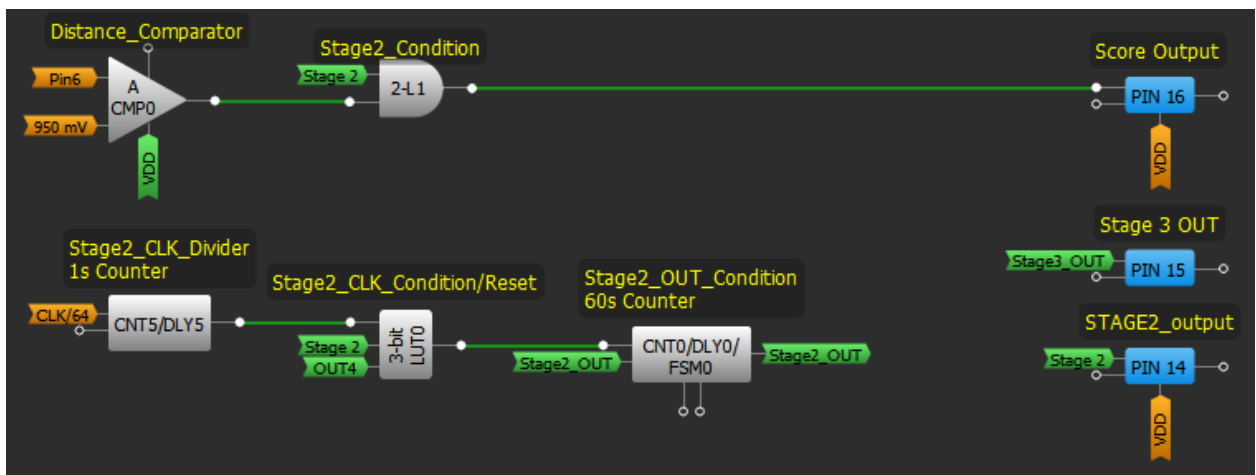 Distance_Comparator
Pin6
A
CMP0
950 mV
VDD
Stage2_Condition
Stage 2
2-L1
Score Output
PIN 16
VDD
Stage2_CLK_Divider
1s Counter
CLK/64
CNT5/DLY5
Stage2_CLK_Condition/Reset
Stage 2
OUT4
3-bit
LUT0
Stage2_OUT_Condition
60s Counter
Stage2_OUT
CNT0/DLY0/
FSM0
Stage2_OUT
Stage 3 OUT
Stage3_OUT
PIN 15
STAGE2_output
Stage 2
PIN 14
VDD